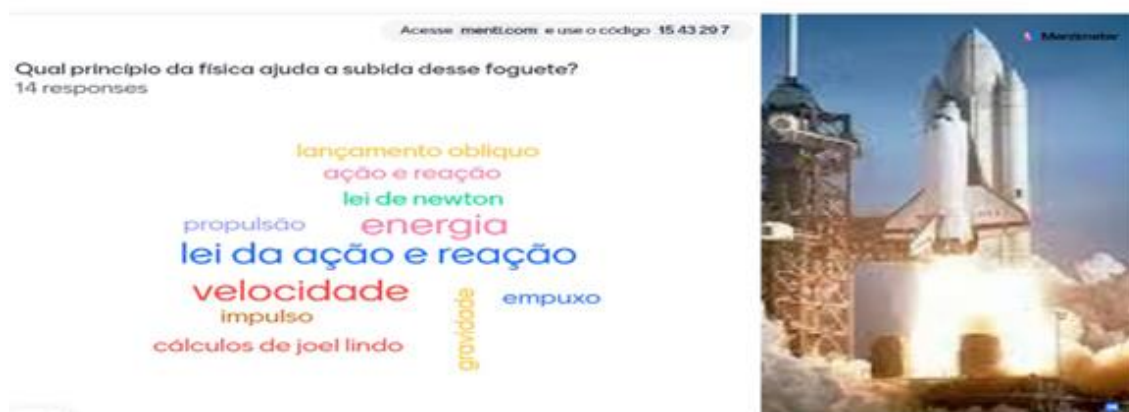 Acesse menti.com e use o código 15 43 29 7
Mentimeter
Qual princípio da física ajuda a subida desse foguete?
14 responses
lançamento obliquo
ação e reação
lei de newton
propulsão
energia
lei da ação e reação
velocidade
gravidade
empuxo
impulso
cálculos de joel lindo